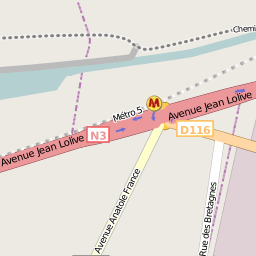 Chemi
Métro 5
M
Avenue Jean Lolive
N3
D116
Avenue Jean Lolive
Avenue Anatole France
Rue des Bretagnes